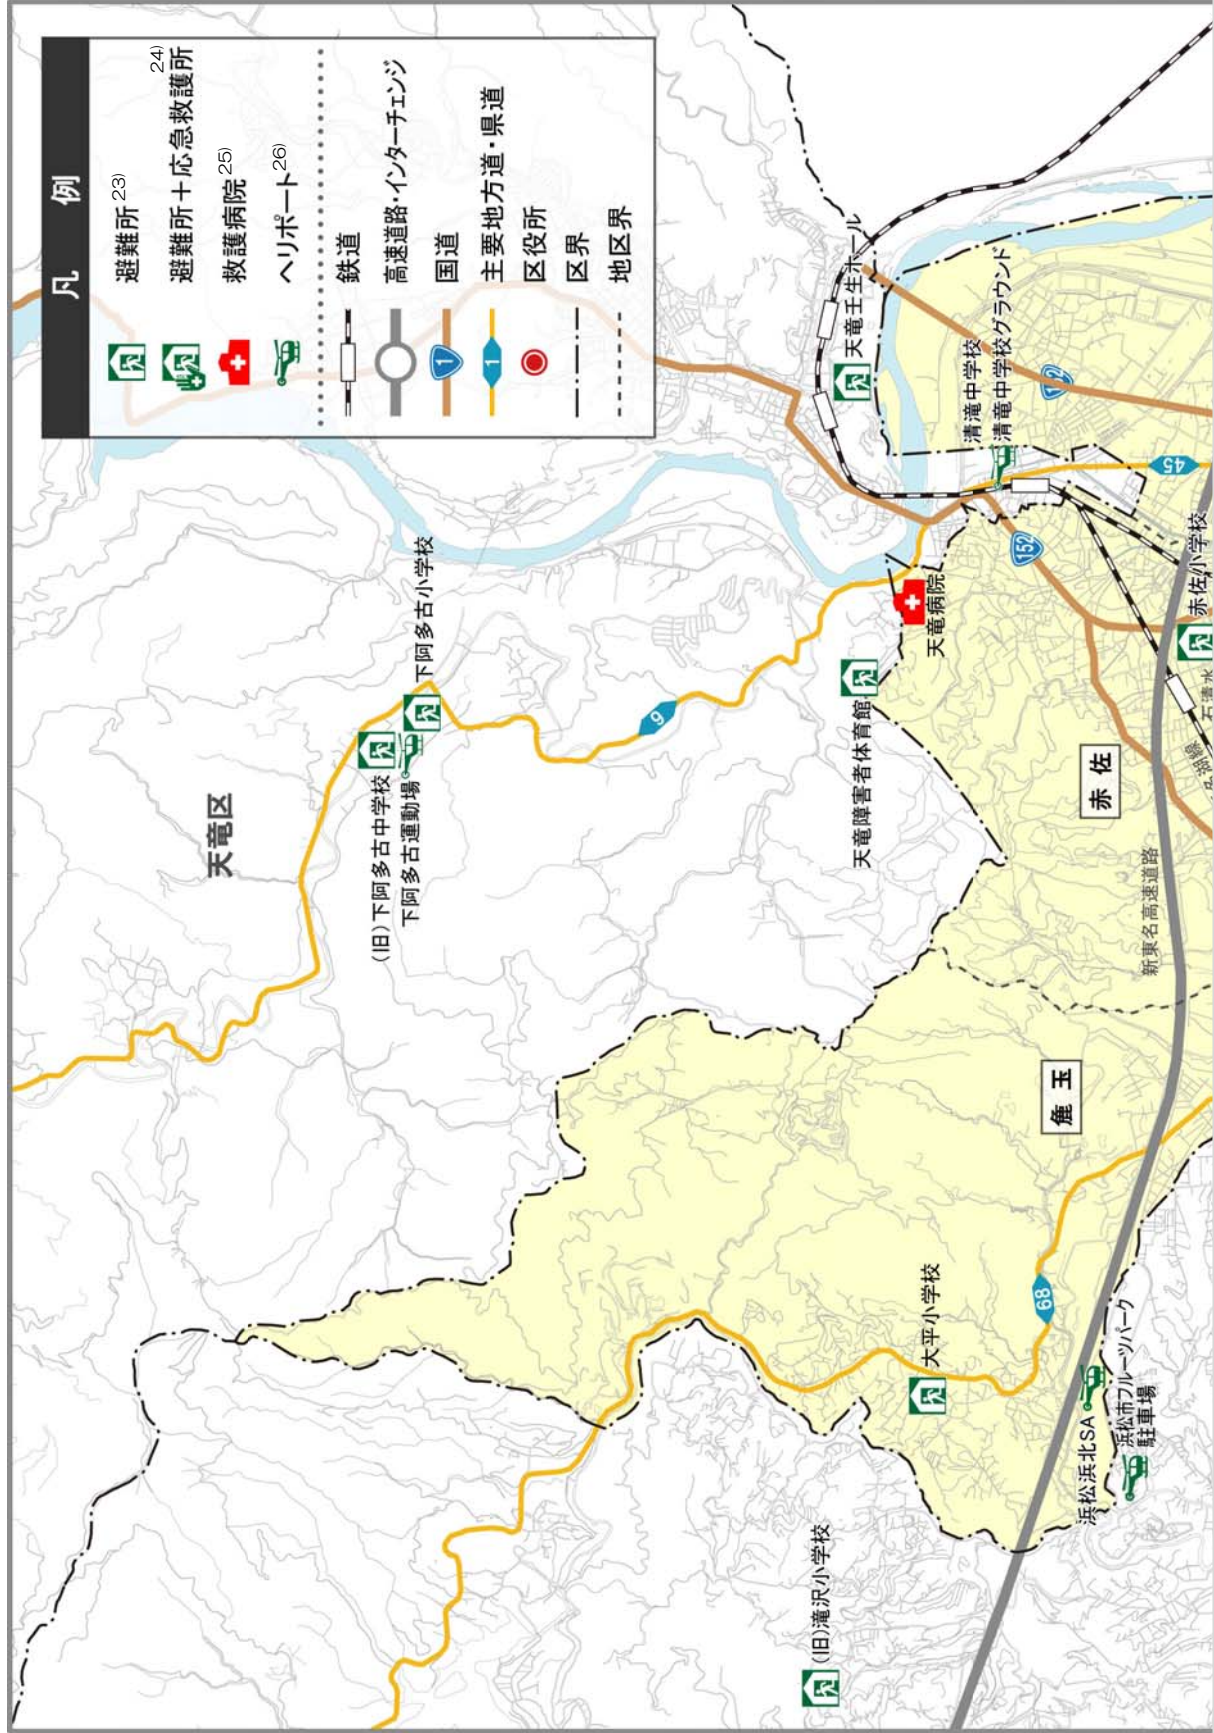 凡 例
避難所23)
避難所＋応急救護所24)
救護病院25)
ヘリポート26)
鉄道
高速道路・インターチェンジ
1
国道
1
主要地方道・県道
区役所
区界
地区界
天竜区
(旧)下阿多古中学校
下阿多古運動場
下阿多古小学校
9
天竜障害者体育館
天竜病院
天竜壬生ホール
清滝中学校
清竜中学校グラウンド
152
152
45
赤佐小学校
赤 佐
新東名高速道路
麁 玉
68
大平小学校
浜松浜北SA
浜松市フルーツパーク
駐車場
(旧)滝沢小学校